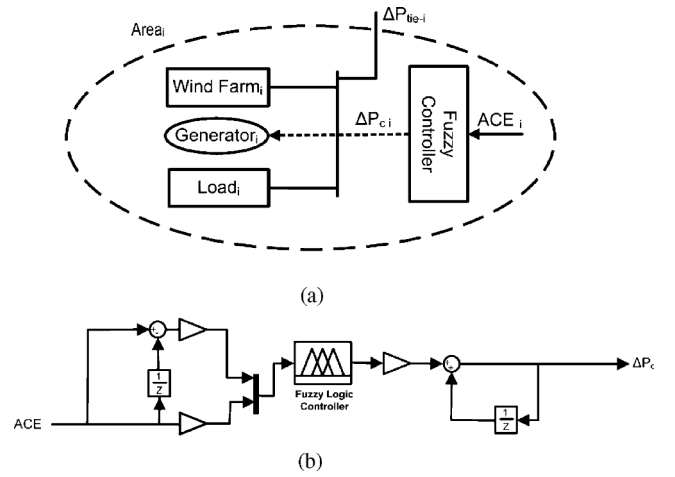 ΔPtie-i
Areai
Wind Farmi
Generatori
Loadi
ΔPc i
Fuzzy
Controller
ACE i
(a)
+
-
1
z
Fuzzy Logic
Controller
+
+
ΔPc
1
z
ACE
(b)